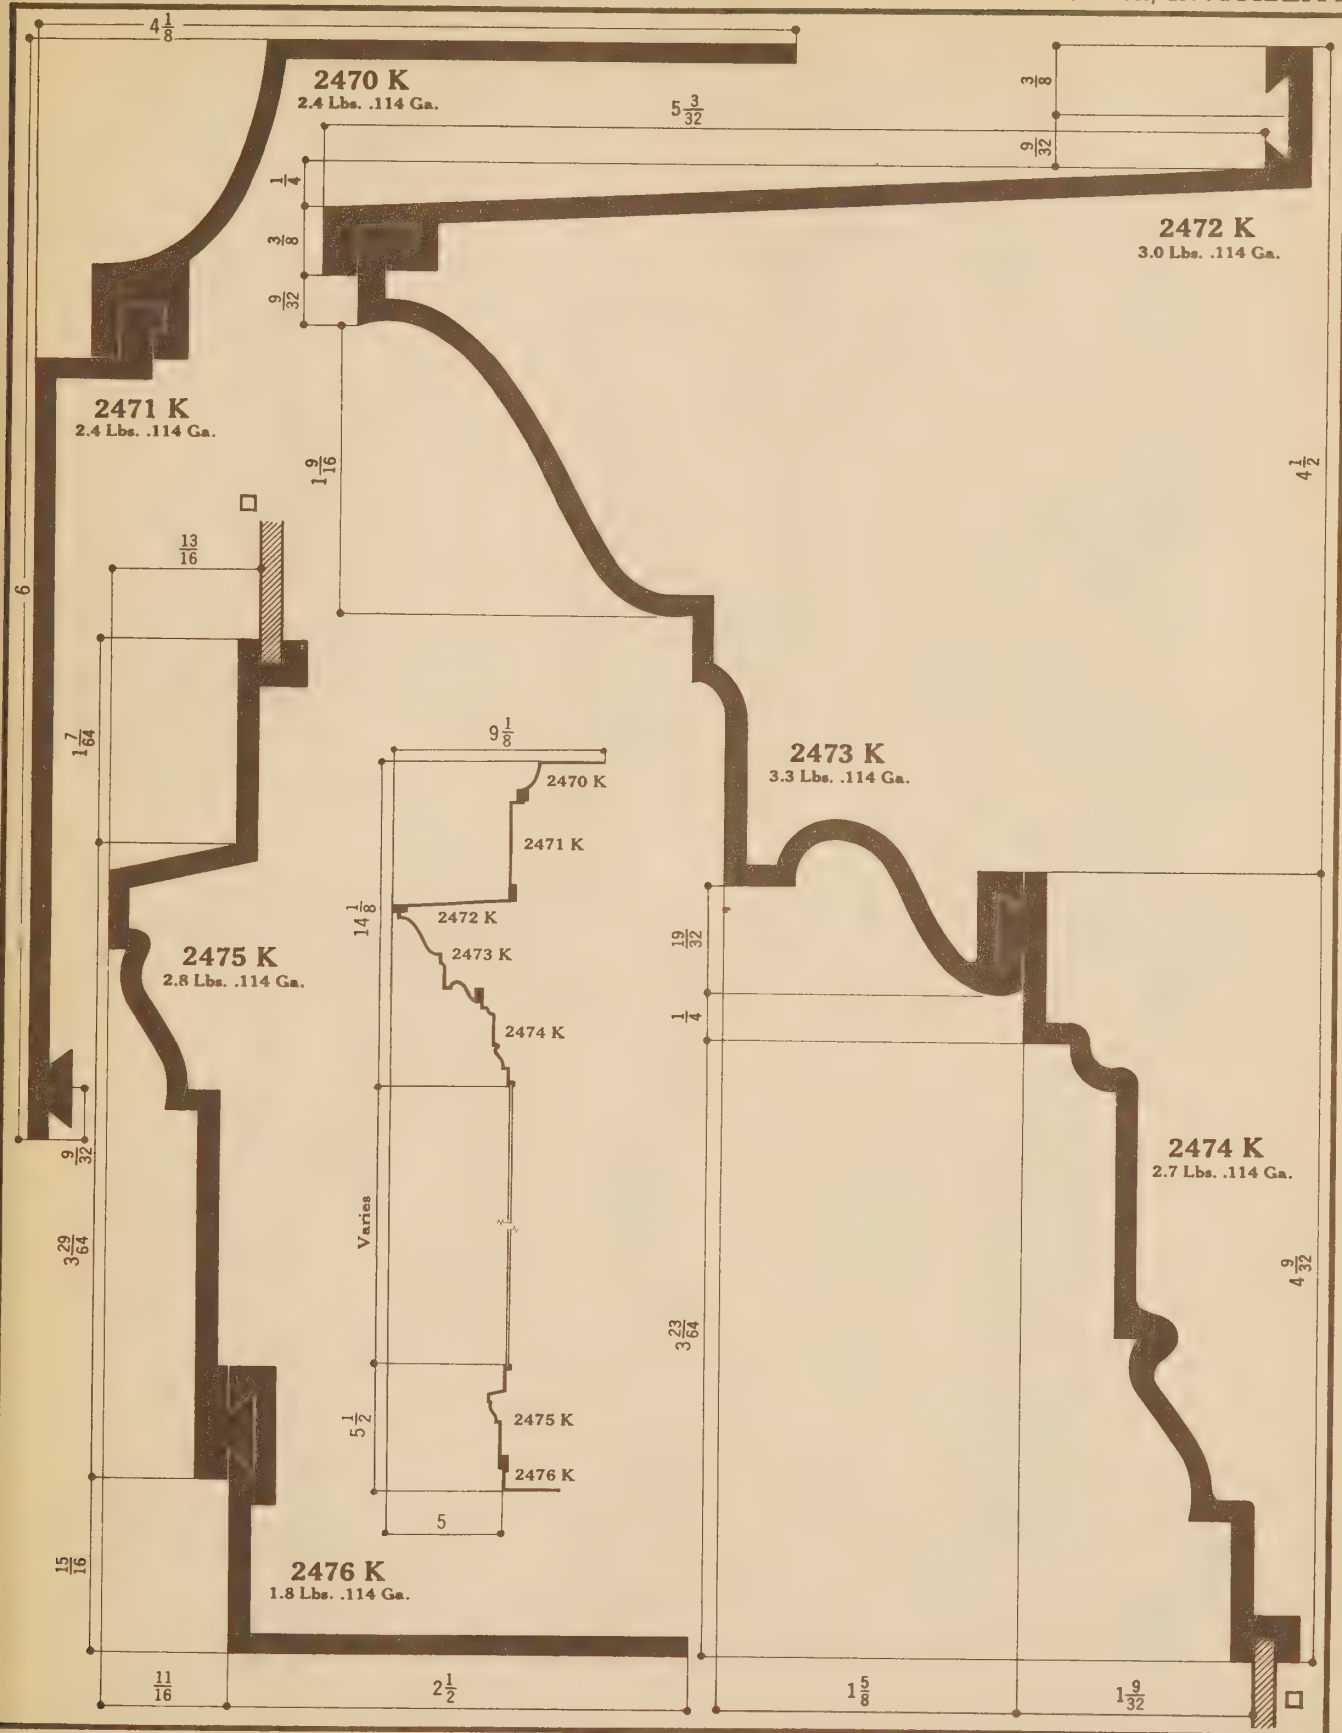 4 1/8
2470 K
2.4 Lbs. .114 Ga.
3/8
5 3/32
9/32
1/4
3/8
9/32
2472 K
3.0 Lbs. .114 Ga.
2471 K
2.4 Lbs. .114 Ga.
1 9/16
4 1/2
13/16
6
1 7/64
9 1/8
2470 K
2471 K
14 1/8
2472 K
2473 K
2474 K
2473 K
3.3 Lbs. .114 Ga.
19/32
1/4
2475 K
2.8 Lbs. .114 Ga.
9/32
3 29/64
Varies
2474 K
2.7 Lbs. .114 Ga.
4 9/32
3 23/64
5 1/2
2475 K
2476 K
5
15/16
2476 K
1.8 Lbs. .114 Ga.
11/16
2 1/2
1 5/8
1 9/32